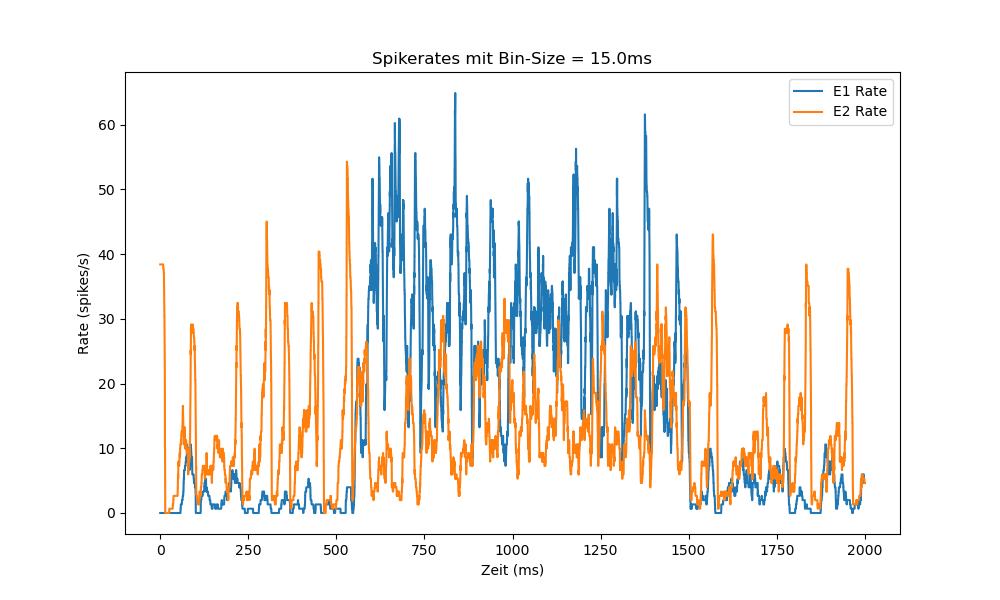 Spikerates mit Bin-Size = 15.0ms
E1 Rate
E2 Rate
60
50
40
30
20
10
0
Rate (spikes/s)
0 250 500 750 1000 1250 1500 1750 2000
Zeit (ms)